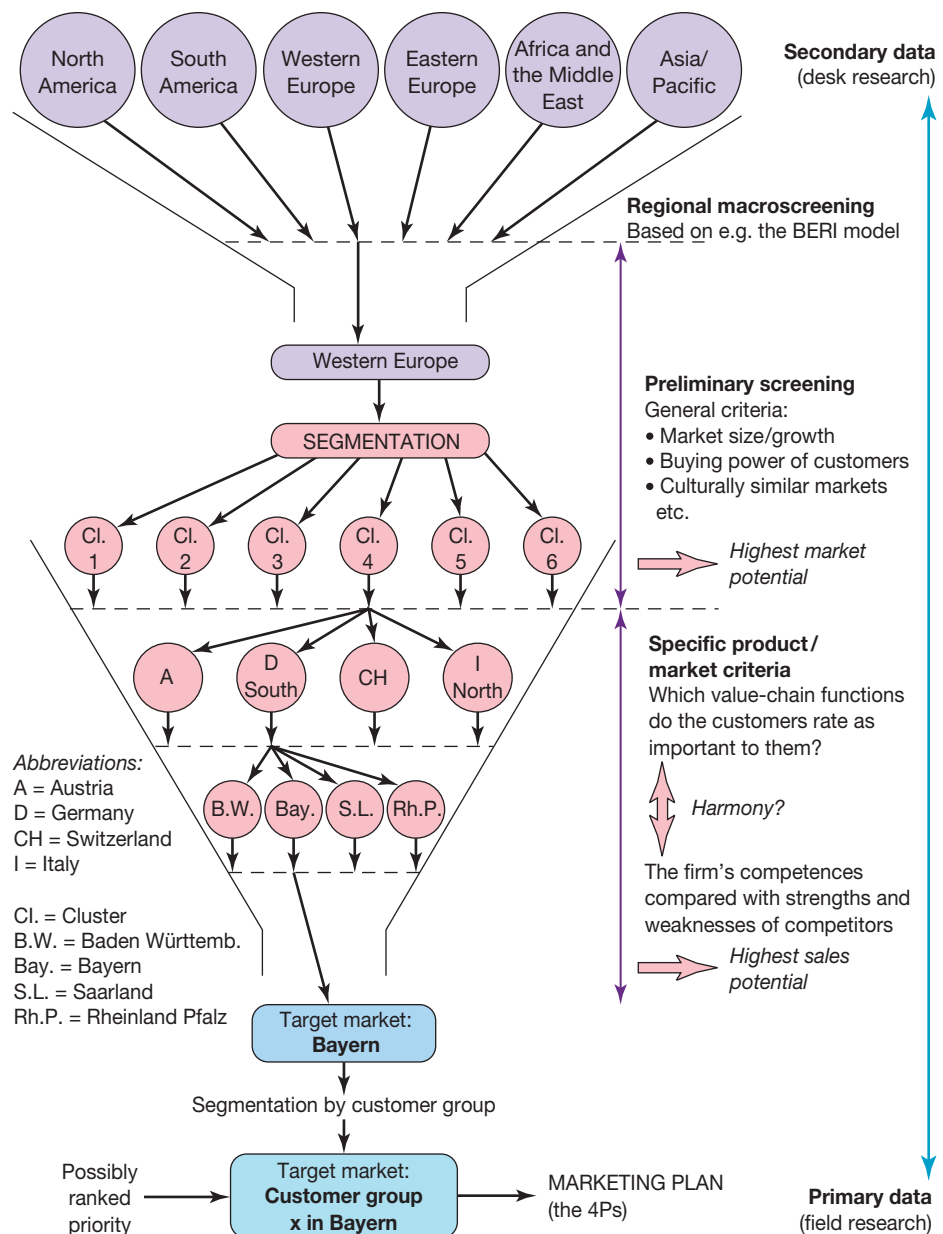 North
America
South
America
Western
Europe
Eastern
Europe
Africa and
the Middle
East
Asia/
Pacific
Secondary data
(desk research)
Regional macroscreening
Based on e.g. the BERI model
Western Europe
Preliminary screening
General criteria:
• Market size/growth
• Buying power of customers
• Culturally similar markets
etc.
SEGMENTATION
Cl.
1
Cl.
2
Cl.
3
Cl.
4
Cl.
5
Cl.
6
Highest market
potential
A
D
South
CH
I
North
Specific product/
market criteria
Which value-chain functions
do the customers rate as
important to them?
Harmony?
The firm's competences
compared with strengths and
weaknesses of competitors
Highest sales
potential
B.W.
Bay.
S.L.
Rh.P.
Abbreviations:
A = Austria
D = Germany
CH = Switzerland
I = Italy
Cl. = Cluster
B.W. = Baden Württemb.
Bay. = Bayern
S.L. = Saarland
Rh.P. = Rheinland Pfalz
Target market:
Bayern
Segmentation by customer group
Possibly
ranked
priority
Target market:
Customer group
x in Bayern
MARKETING PLAN
(the 4Ps)
Primary data
(field research)